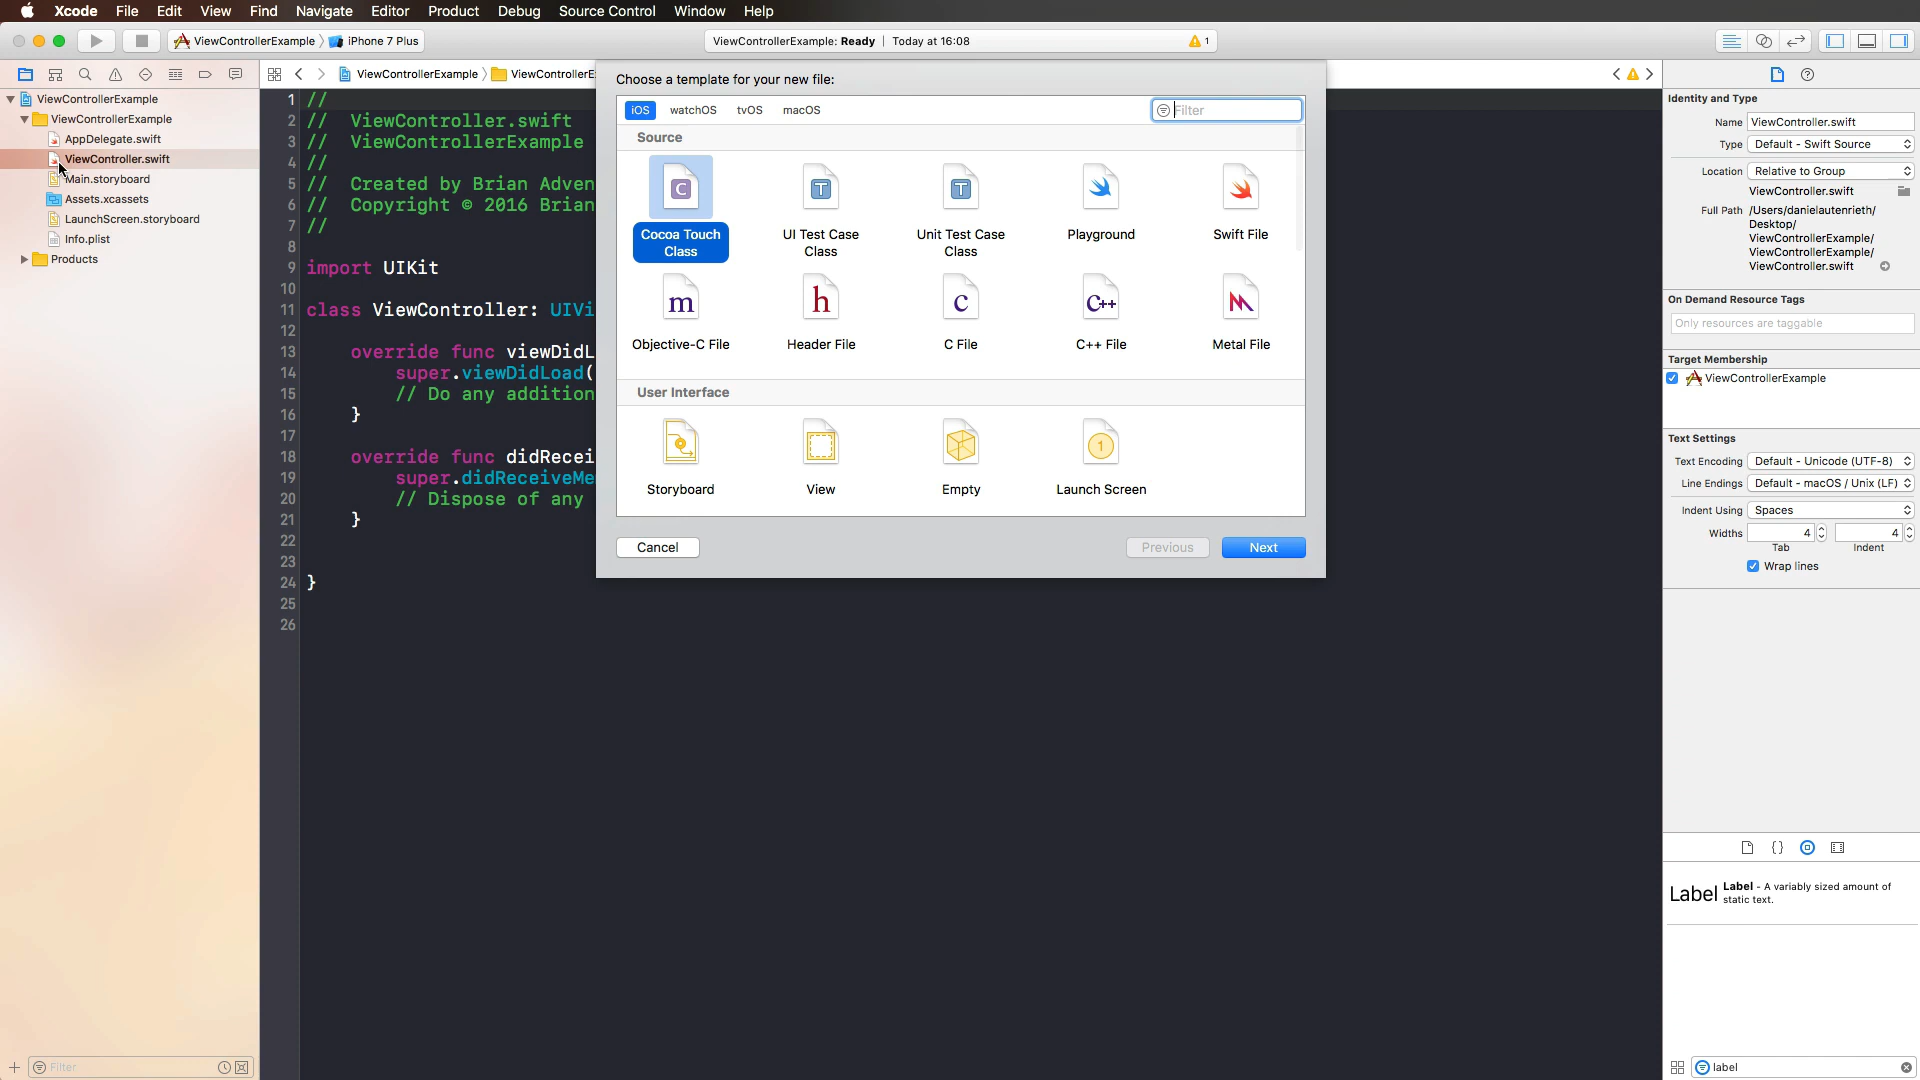 Xcode File Edit View Find Navigate Editor Product Debug Source Control Window Help
ViewControllerExample iPhone 7 Plus
ViewControllerExample: Ready | Today at 16:08
1
ViewControllerExample
ViewControllerExample
AppDelegate.swift
ViewController.swift
Main.storyboard
Assets.xcassets
LaunchScreen.storyboard
Info.plist
Products
Filter
ViewControllerExample ViewControllerE
1 //
2 // ViewController.swift
3 // ViewControllerExample
4 //
5 // Created by Brian Adven
6 // Copyright © 2016 Brian
7 //
8
9 import UIKit
10
11 class ViewController: UIVi
12
13 override func viewDidL
14 super.viewDidLoad(
15 // Do any addition
16 }
17
18 override func didRecei
19 super.didReceiveMe
20 // Dispose of any
21 }
22
23
24 }
25
26
Choose a template for your new file:
iOS watchOS tvOS macOS
Filter
Source
C T T
Cocoa Touch Class
UI Test Case Class
Unit Test Case Class
Playground
Swift File
m h c C++
Objective-C File
Header File
C File
C++ File
Metal File
User Interface
1
Storyboard
View
Empty
Launch Screen
Cancel
Previous
Next
Identity and Type
Name ViewController.swift
Type Default - Swift Source
Location Relative to Group
ViewController.swift
Full Path /Users/danielautenrieth/
Desktop/
ViewControllerExample/
ViewControllerExample/
ViewController.swift
On Demand Resource Tags
Only resources are taggable
Target Membership
ViewControllerExample
Text Settings
Text Encoding Default - Unicode (UTF-8)
Line Endings Default - macOS / Unix (LF)
Indent Using Spaces
Widths 4 4
Tab Indent
Wrap lines
{}
Label Label - A variably sized amount of
static text.
label